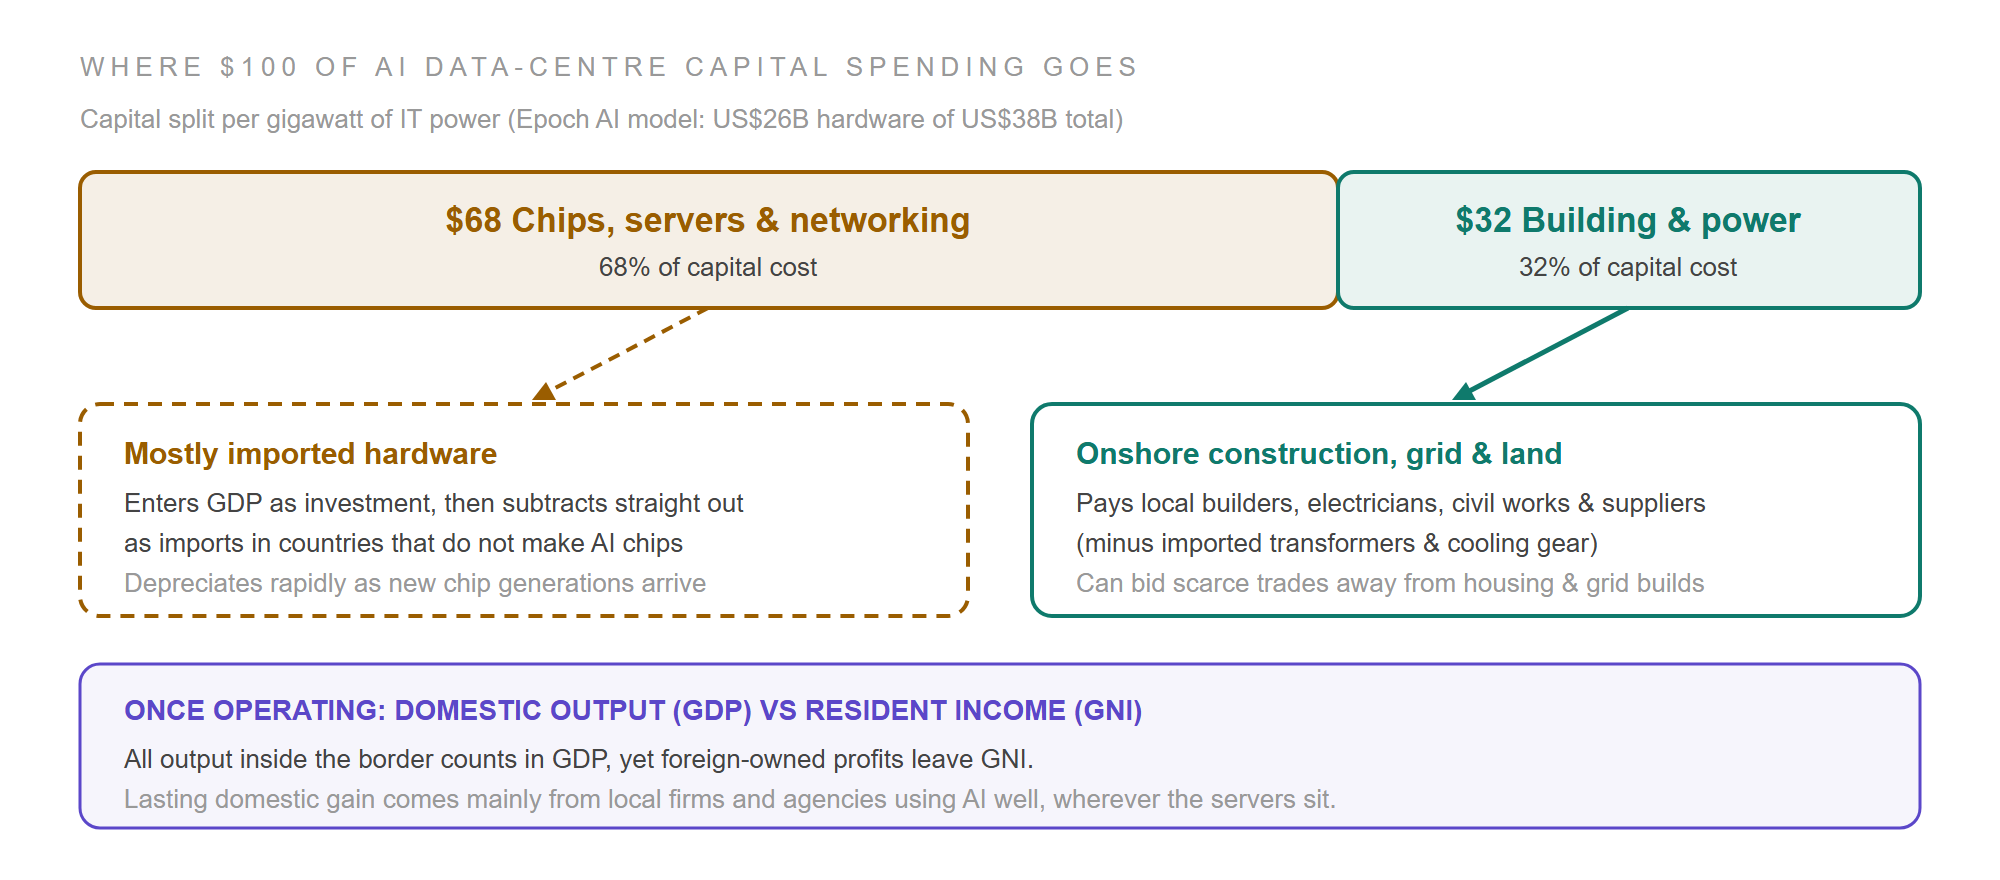 WHERE $100 OF AI DATA-CENTRE CAPITAL SPENDING GOES
Capital split per gigawatt of IT power (Epoch AI model: US$26B hardware of US$38B total)
$68 Chips, servers & networking
68% of capital cost
$32 Building & power
32% of capital cost
Mostly imported hardware
Enters GDP as investment, then subtracts straight out
as imports in countries that do not make AI chips
Depreciates rapidly as new chip generations arrive
Onshore construction, grid & land
Pays local builders, electricians, civil works & suppliers
(minus imported transformers & cooling gear)
Can bid scarce trades away from housing & grid builds
ONCE OPERATING: DOMESTIC OUTPUT (GDP) VS RESIDENT INCOME (GNI)
All output inside the border counts in GDP, yet foreign-owned profits leave GNI.
Lasting domestic gain comes mainly from local firms and agencies using AI well, wherever the servers sit.